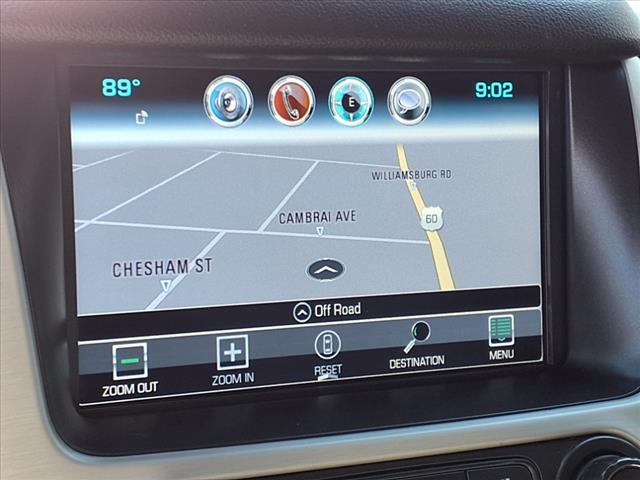 89° 9:02
E
WILLIAMSBURG RD
60
CAMBRAI AVE
CHESHAM ST
Off Road
ZOOM OUT ZOOM IN RESET DESTINATION MENU